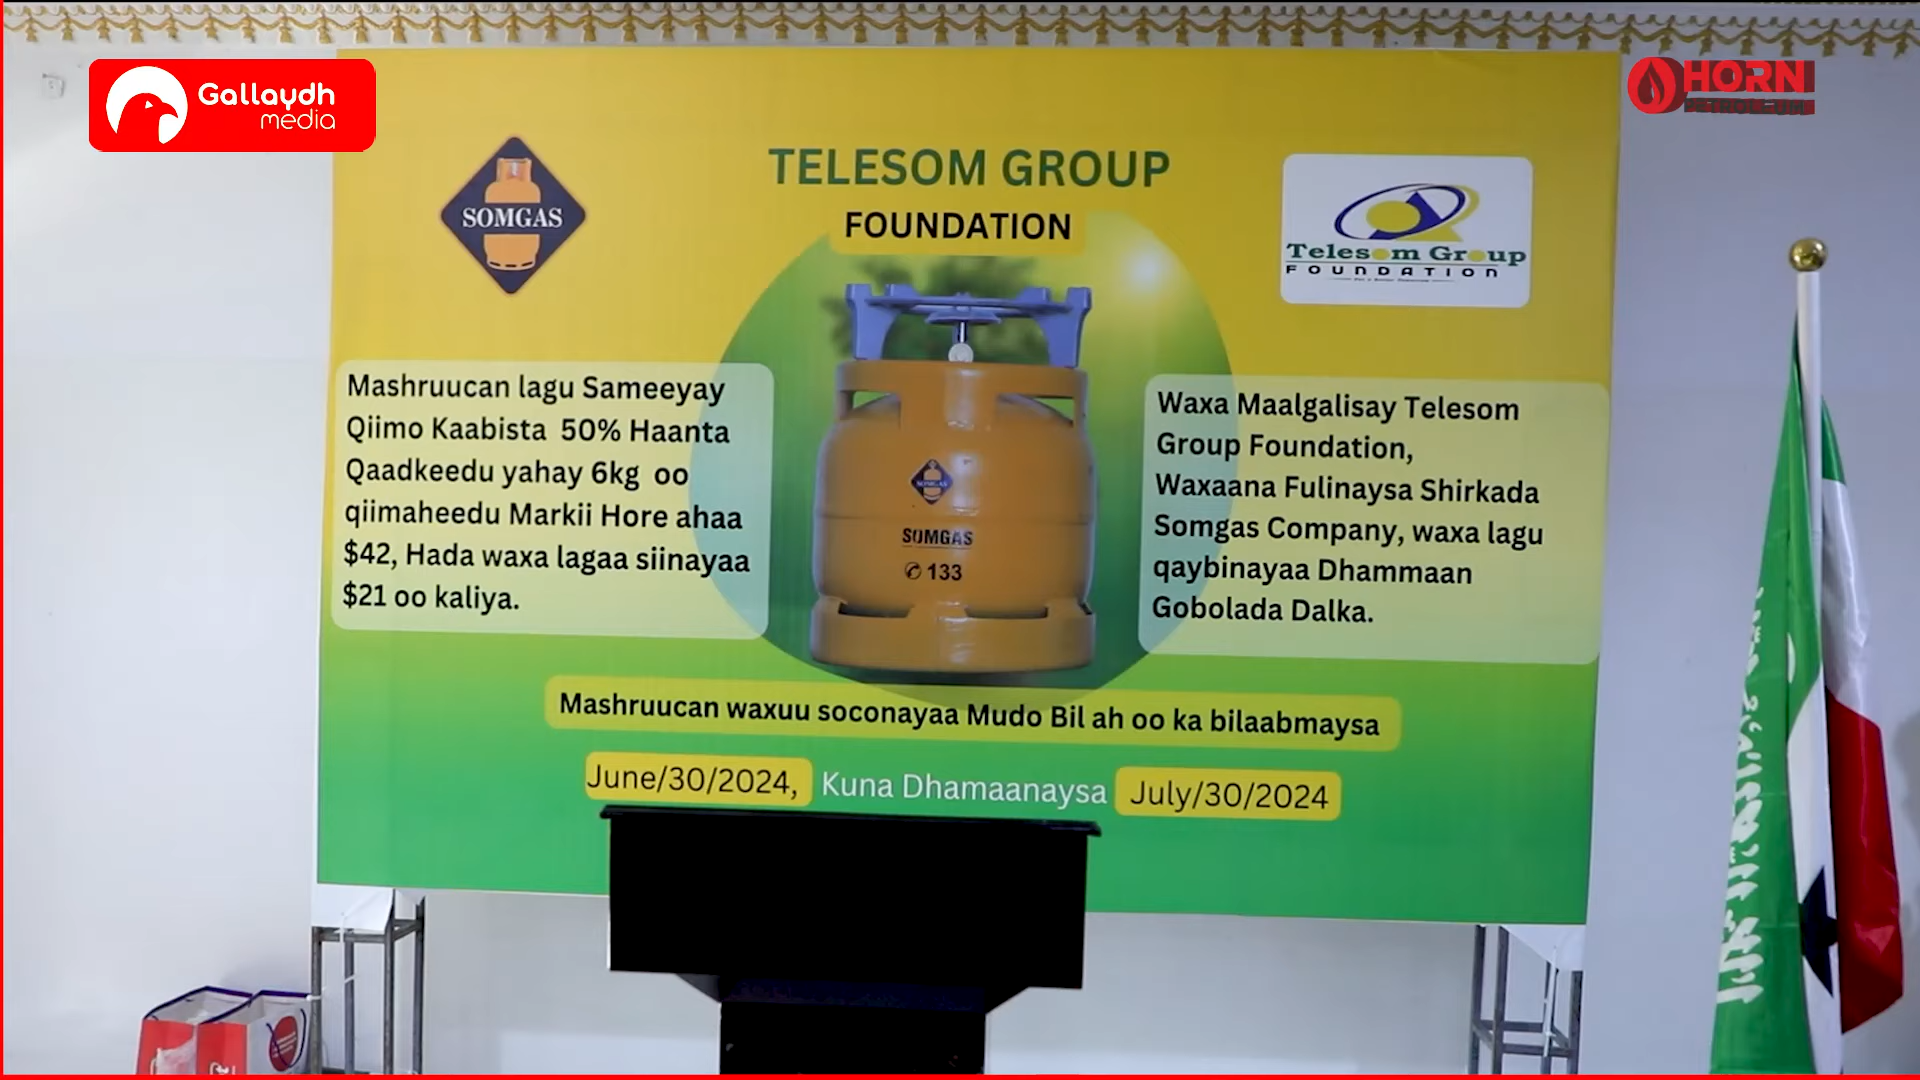 Gallaydh
media
HORN
PETROLEUM
SOMGAS
TELESOM GROUP
FOUNDATION
Telesom Group
FOUNDATION
Mashruucan lagu Sameeyay
Qiimo Kaabista 50% Haanta
Qaadkeedu yahay 6kg oo
qiimaheedu Markii Hore ahaa
$42, Hada waxa lagaa siinayaa
$21 oo kaliya.
SOMGAS
SOMGAS
✆ 133
Waxa Maalgalisay Telesom
Group Foundation,
Waxaana Fulinaysa Shirkada
Somgas Company, waxa lagu
qaybinayaa Dhammaan
Gobolada Dalka.
Mashruucan waxuu soconayaa Mudo Bil ah oo ka bilaabmaysa
June/30/2024, Kuna Dhamaanaysa July/30/2024